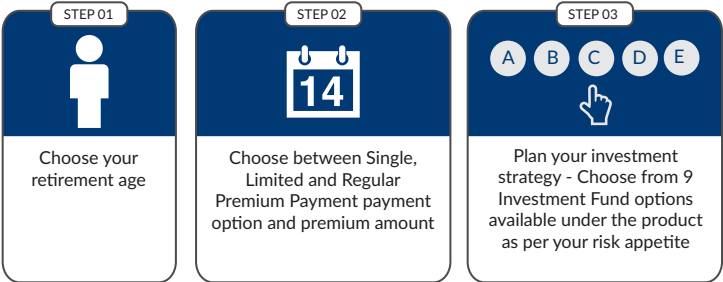 STEP 01
Choose your
retirement age
STEP 02
14
Choose between Single,
Limited and Regular
Premium Payment payment
option and premium amount
STEP 03
A B C D E
Plan your investment
strategy - Choose from 9
Investment Fund options
available under the product
as per your risk appetite